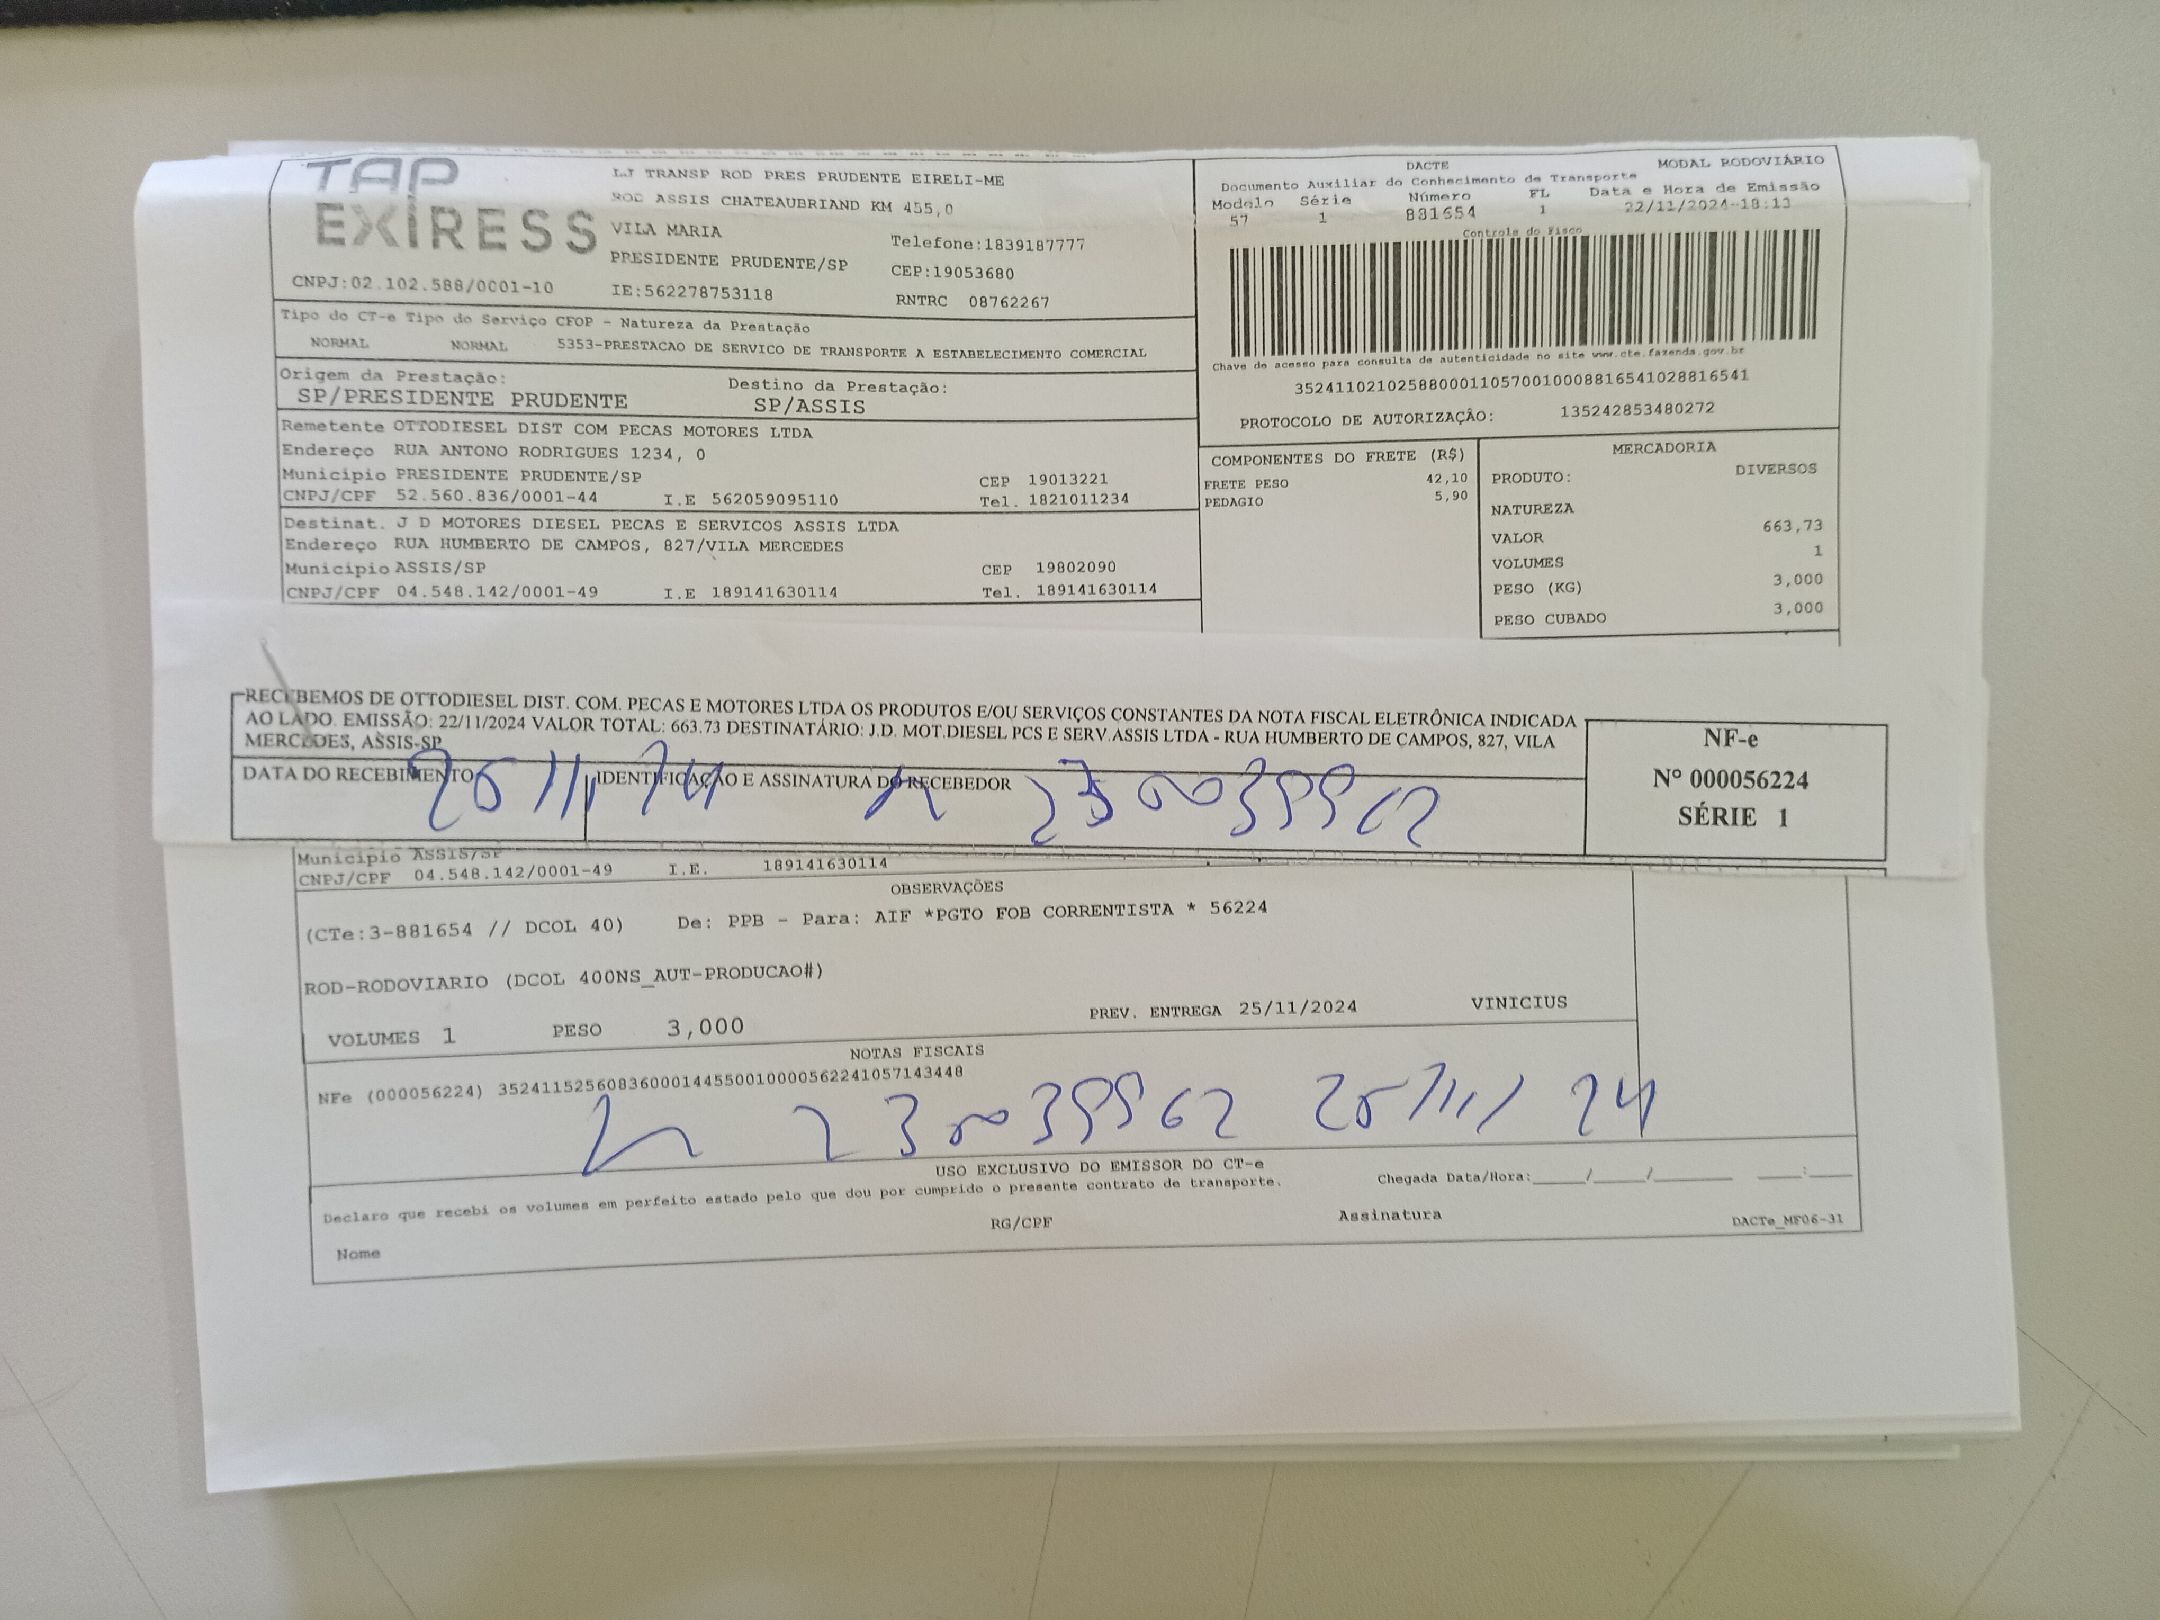 TAP
EXPRESS
LJ TRANSP ROD PRES PRUDENTE EIRELI-ME
ROD ASSIS CHATEAUBRIAND KM 455,0
VILA MARIA
Telefone:1839187777
PRESIDENTE PRUDENTE/SP
CEP:19053680
CNPJ:02.102.588/0001-10
IE:562278753118
RNTRC 08762267
Tipo do CT-e Tipo do Serviço CFOP - Natureza da Prestação
NORMAL NORMAL 5353-PRESTACAO DE SERVICO DE TRANSPORTE A ESTABELECIMENTO COMERCIAL
Origem da Prestação: Destino da Prestação:
SP/PRESIDENTE PRUDENTE SP/ASSIS
Remetente OTTODIESEL DIST COM PECAS MOTORES LTDA
Endereço RUA ANTONO RODRIGUES 1234, 0
Municipio PRESIDENTE PRUDENTE/SP CEP 19013221
CNPJ/CPF 52.560.836/0001-44 I.E 562059095110 Tel. 1821011234
Destinat. J D MOTORES DIESEL PECAS E SERVICOS ASSIS LTDA
Endereço RUA HUMBERTO DE CAMPOS, 827/VILA MERCEDES
Municipio ASSIS/SP CEP 19802090
CNPJ/CPF 04.548.142/0001-49 I.E 189141630114 Tel. 189141630114
DACTE MODAL RODOVIÁRIO
Documento Auxiliar do Conhecimento de Transporte
Modelo Série Número FL Data e Hora de Emissão
57 1 881654 1 22/11/2024-18:13
Controle do Fisco
Chave de acesso para consulta de autenticidade no site www.cte.fazenda.gov.br
35241102102588000110570010008816541028816541
PROTOCOLO DE AUTORIZAÇÃO: 135242853480272
COMPONENTES DO FRETE (R$)
FRETE PESO 42,10
PEDAGIO 5,90
MERCADORIA
PRODUTO: DIVERSOS
NATUREZA
VALOR 663,73
VOLUMES 1
PESO (KG) 3,000
PESO CUBADO 3,000
RECEBEMOS DE OTTODIESEL DIST. COM. PECAS E MOTORES LTDA OS PRODUTOS E/OU SERVIÇOS CONSTANTES DA NOTA FISCAL ELETRÔNICA INDICADA
AO LADO. EMISSÃO: 22/11/2024 VALOR TOTAL: 663.73 DESTINATÁRIO: J.D. MOT.DIESEL PCS E SERV.ASSIS LTDA - RUA HUMBERTO DE CAMPOS, 827, VILA
MERCEDES, ASSIS-SP
DATA DO RECEBIMENTO IDENTIFICAÇÃO E ASSINATURA DO RECEBEDOR
25/11/24
NF-e
Nº 000056224
SÉRIE 1
Municipio ASSIS/SP
CNPJ/CPF 04.548.142/0001-49 I.E. 189141630114
OBSERVAÇÕES
(CTe:3-881654 // DCOL 40) De: PPB - Para: AIF *PGTO FOB CORRENTISTA * 56224
ROD-RODOVIARIO (DCOL 400NS_AUT-PRODUCAO#)
VOLUMES 1 PESO 3,000 PREV. ENTREGA 25/11/2024 VINICIUS
NOTAS FISCAIS
NFe (000056224) 35241152560836000144550010000562241057143448
25/11/24
USO EXCLUSIVO DO EMISSOR DO CT-e
Declaro que recebi os volumes em perfeito estado pelo que dou por cumprido o presente contrato de transporte. Chegada Data/Hora:____/____/______ ___:___
Nome RG/CPF Assinatura DACTe_MF06-31